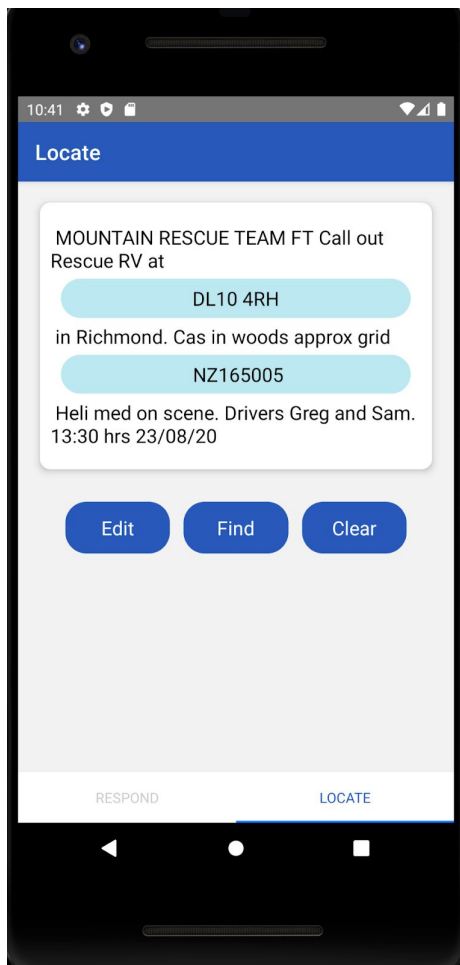 10:41
Locate
MOUNTAIN RESCUE TEAM FT Call out
Rescue RV at
DL10 4RH
in Richmond. Cas in woods approx grid
NZ165005
Heli med on scene. Drivers Greg and Sam.
13:30 hrs 23/08/20
Edit Find Clear
RESPOND LOCATE